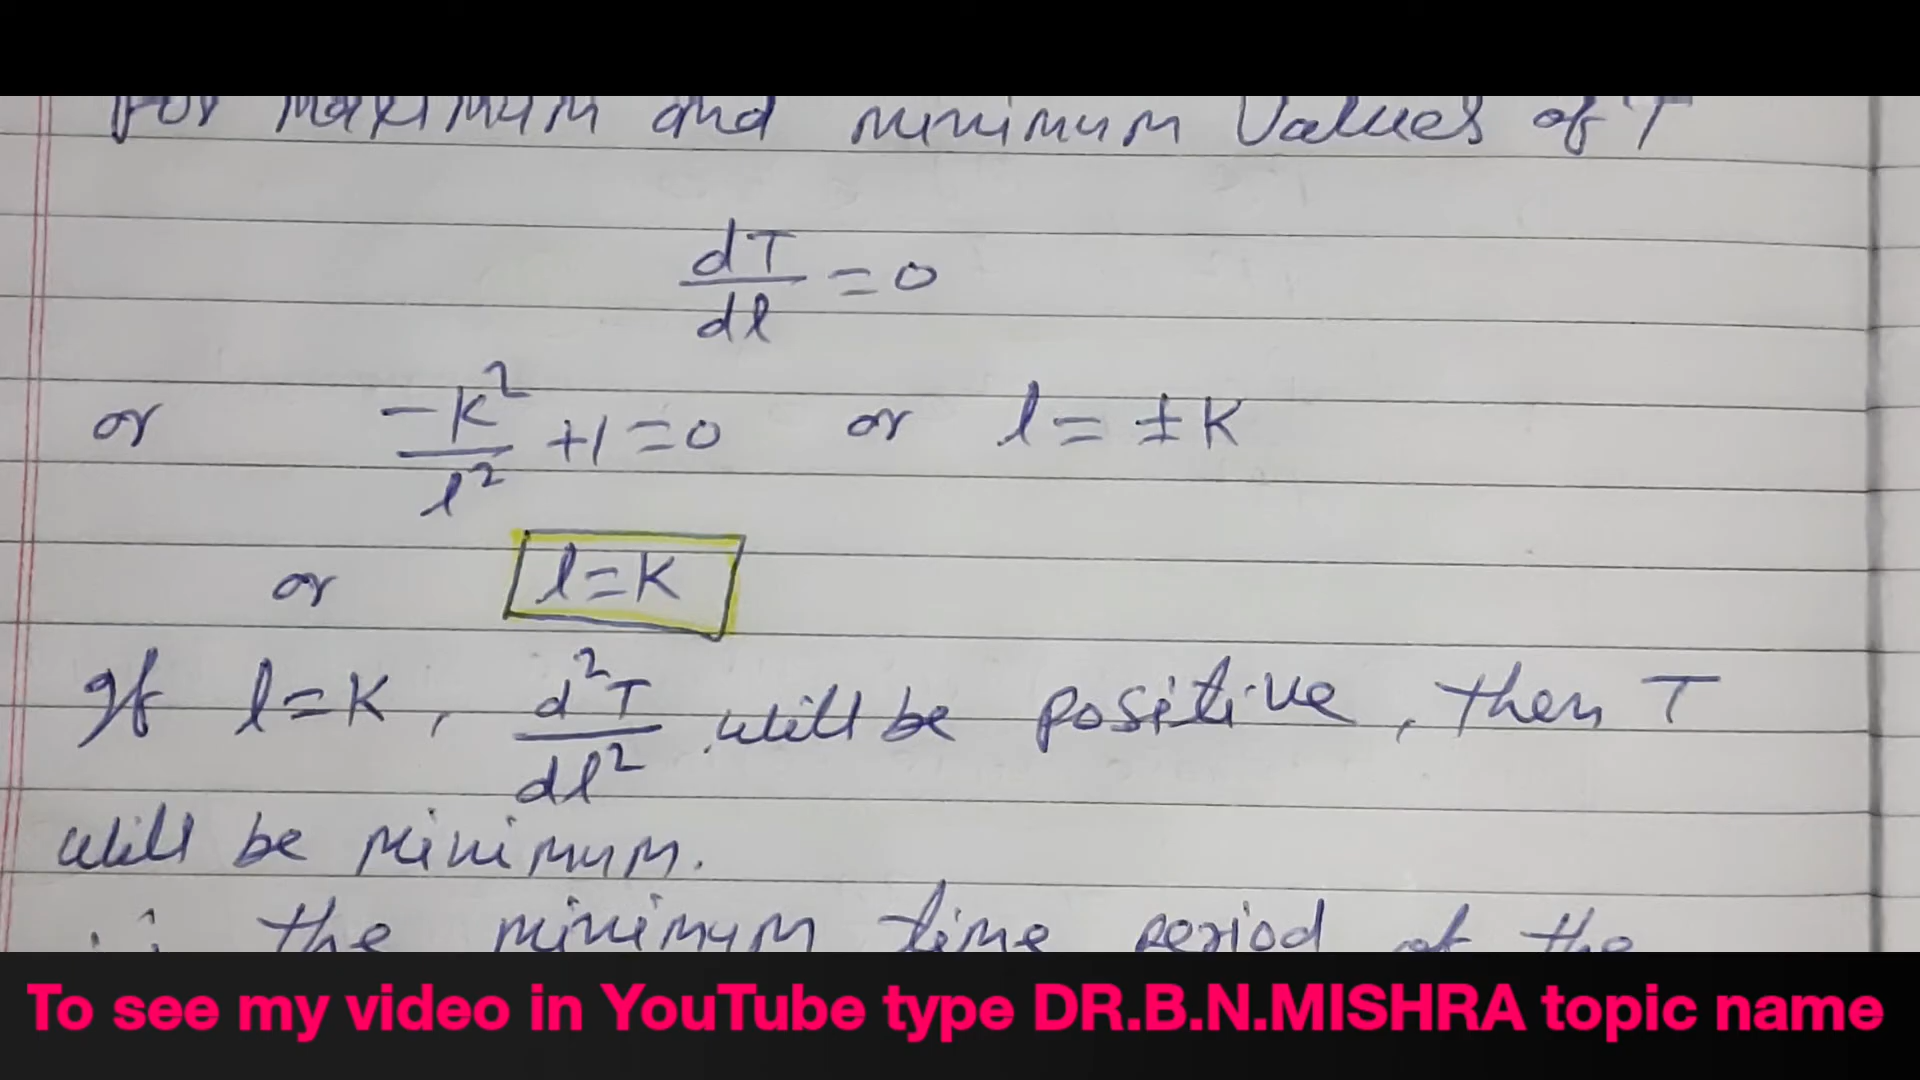 For maximum and minimum values of T
dT/dl = 0
or -K²/l² + 1 = 0 or l = ± K
or l = K
If l = K, d²T/dl² will be positive, then T
will be minimum.
∴ the minimum time period of the
To see my video in YouTube type DR.B.N.MISHRA topic name